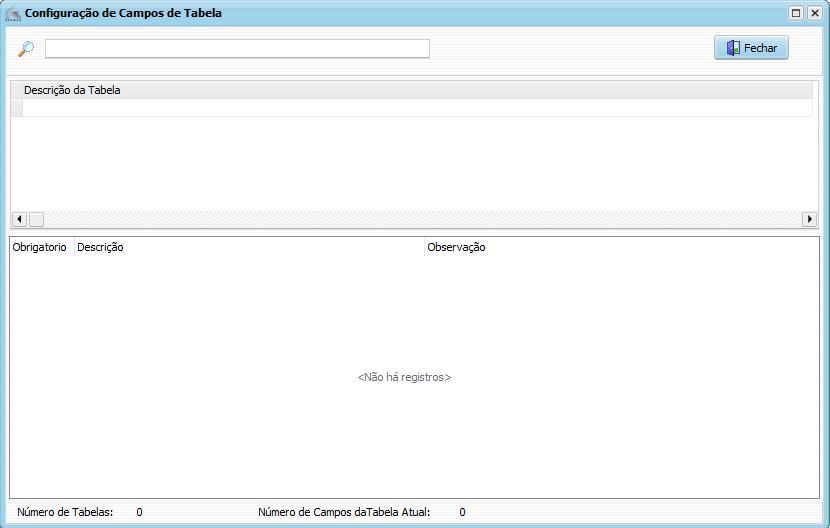 Configuração de Campos de Tabela
Fechar
Descrição da Tabela
Obrigatorio Descrição Observação
<Não há registros>
Número de Tabelas: 0 Número de Campos daTabela Atual: 0